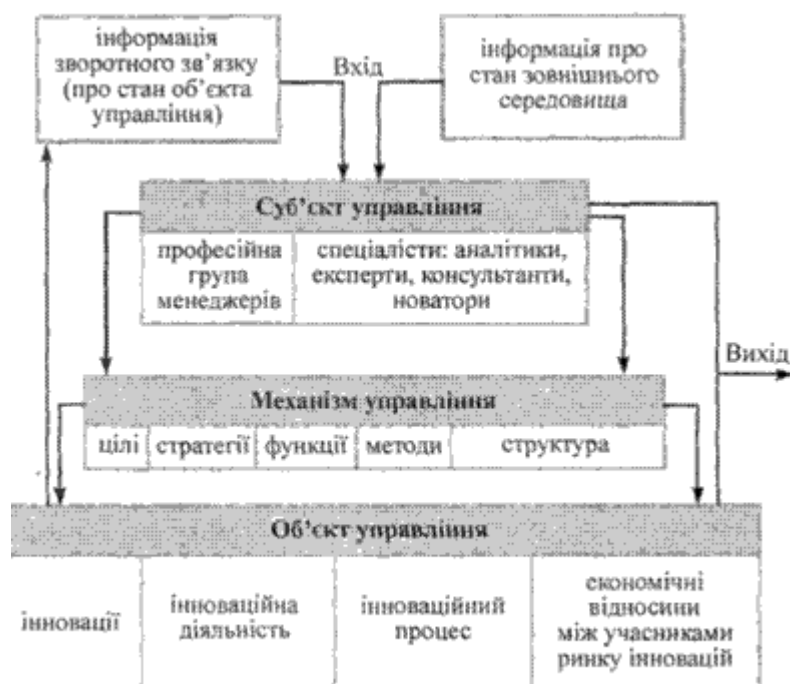 інформація
зворотного зв’язку
(про стан об’єкта
управління)
Вхід
інформація про
стан зовнішнього
середовища
Суб’єкт управління
професійна
група
менеджерів
спеціалісти: аналітики,
експерти, консультанти,
новатори
Вихід
Механізм управління
цілі
стратегії
функції
методи
структура
Об’єкт управління
інновації
інноваційна
діяльність
інноваційний
процес
економічні
відносини
між учасниками
ринку інновацій